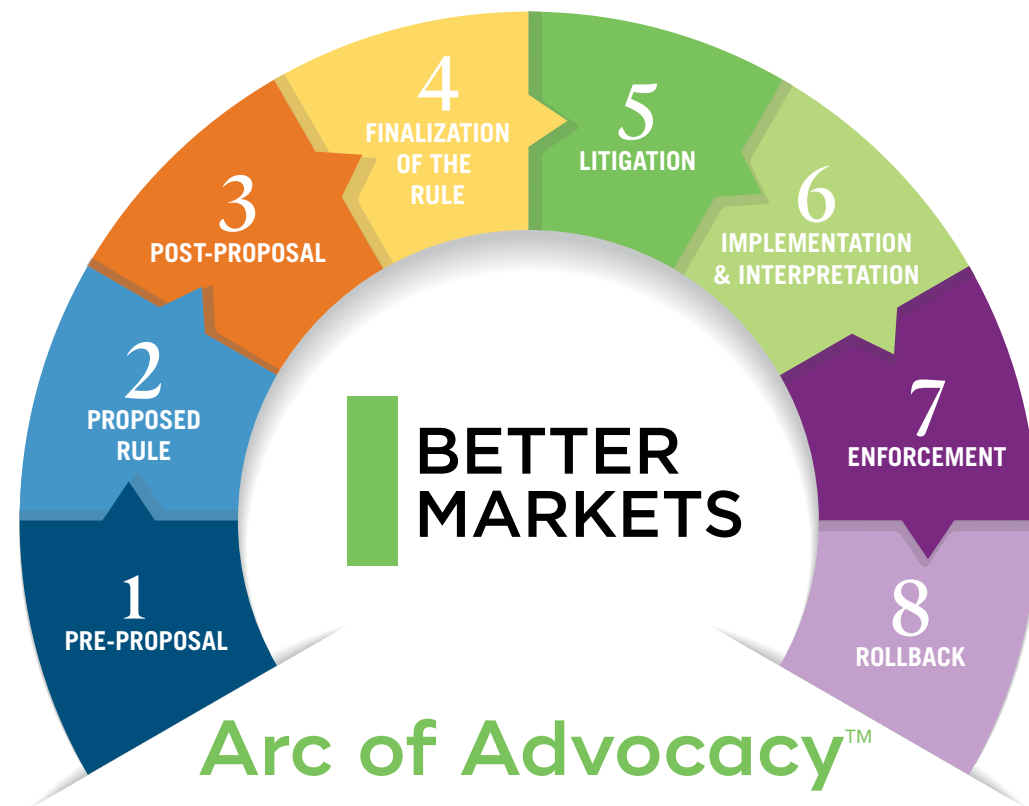 1
PRE-PROPOSAL
2
PROPOSED
RULE
3
POST-PROPOSAL
4
FINALIZATION
OF THE
RULE
5
LITIGATION
6
IMPLEMENTATION
& INTERPRETATION
7
ENFORCEMENT
8
ROLLBACK
BETTER
MARKETS
Arc of Advocacy™